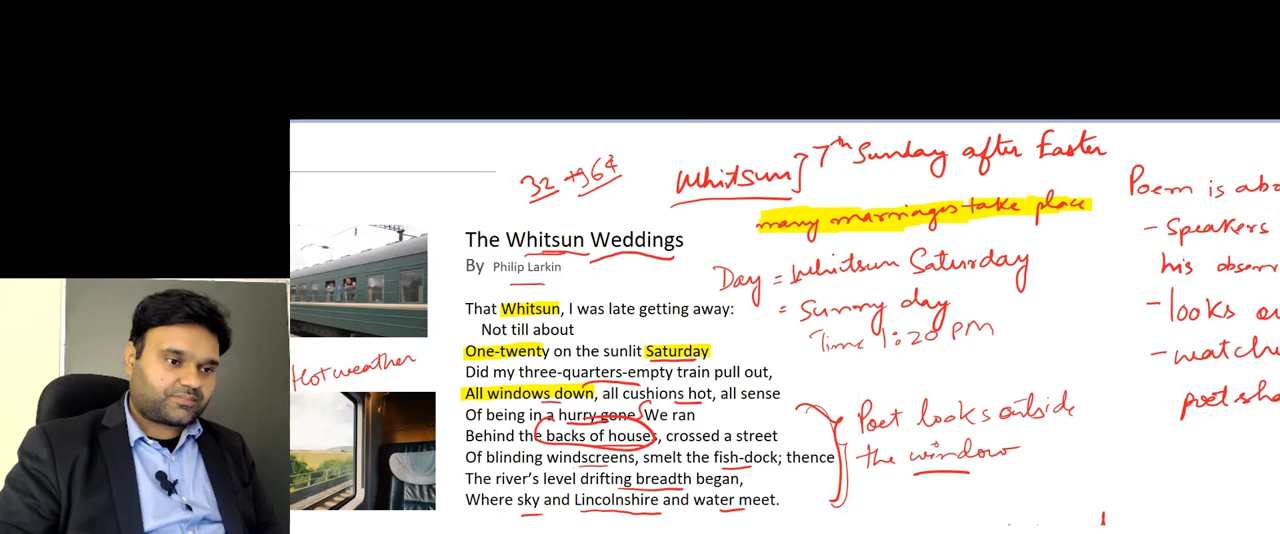 32 +
Whitsun] 7th Sunday after Easter
many marriages take place
The Whitsun Weddings
By Philip Larkin
Day = Whitsun Saturday
= Sunny day
Time 1:20 PM
Poem is abo
- Speakers
his observ
- looks ou
- watche
poet sha
Hot weather
That Whitsun, I was late getting away:
Not till about
One-twenty on the sunlit Saturday
Did my three-quarters-empty train pull out,
All windows down, all cushions hot, all sense
Of being in a hurry gone. We ran
Behind the backs of houses, crossed a street
Of blinding windscreens, smelt the fish-dock; thence
The river's level drifting breadth began,
Where sky and Lincolnshire and water meet.
Poet looks outside
the window